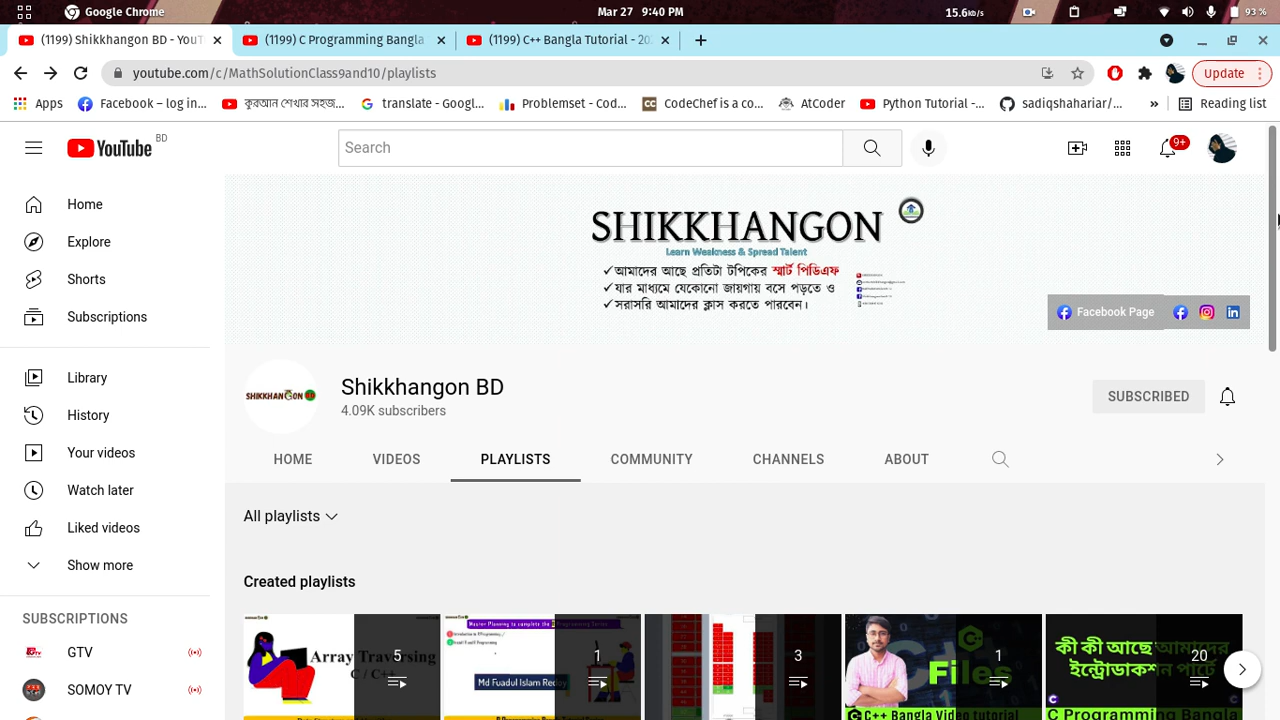 Google Chrome
Mar 27 9:40 PM
15.6kb/s
93 %
(1199) Shikkhangon BD - YouT
(1199) C Programming Bangla
(1199) C++ Bangla Tutorial - 20
youtube.com/c/MathSolutionClass9and10/playlists
Update
Apps
Facebook – log in...
কুরআন শেখার সহজ...
translate - Googl...
Problemset - Cod...
CodeChef is a co...
AtCoder
Python Tutorial -...
sadiqshahariar/...
»
Reading list
YouTube BD
Search
9+
Home
Explore
Shorts
Subscriptions
Library
History
Your videos
Watch later
Liked videos
Show more
SUBSCRIPTIONS
GTV
SOMOY TV
SHIKKHANGON
Learn Weakness & Spread Talent
✓আমাদের আছে প্রতিটা টপিকের স্মার্ট পিডিএফ
✓যার মাধ্যমে যেকোনো জায়গায় বসে পড়তে ও
✓সরাসরি আমাদের ক্লাস করতে পারবেন।
Facebook Page
SHIKKHANGON BD
Shikkhangon BD
4.09K subscribers
SUBSCRIBED
HOME
VIDEOS
PLAYLISTS
COMMUNITY
CHANNELS
ABOUT
All playlists
Created playlists
Array Traversing
C / C++
5
Md Fuadul Islam Reday
1
3
Files
C++ Bangla Video tutorial
1
কী কী আছে আমাদের
ইন্ট্রোডাকশন পার্টে
C Programming Bangla
20